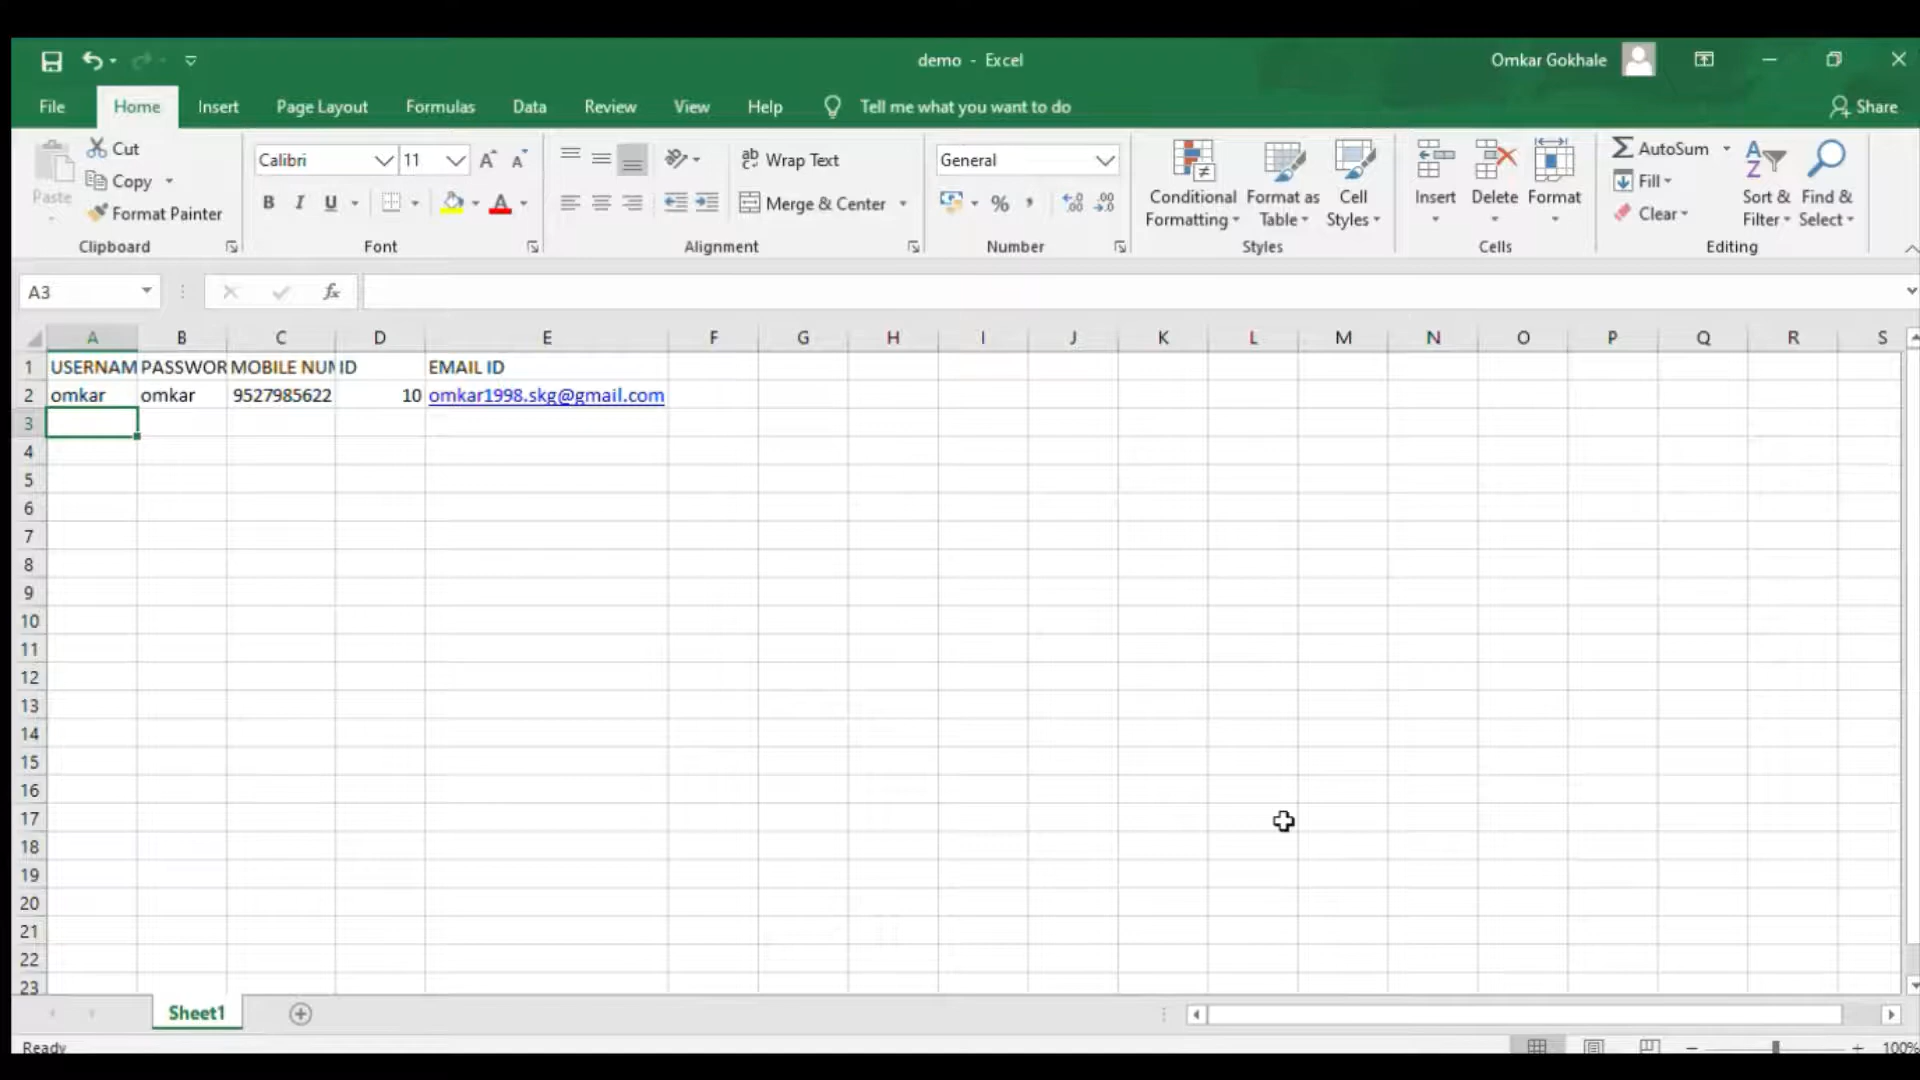 demo - Excel
Omkar Gokhale
File Home Insert Page Layout Formulas Data Review View Help Tell me what you want to do Share
Paste
Cut
Copy
Format Painter
Clipboard
Calibri 11
B I U A
Font
ab Wrap Text
Merge & Center
Alignment
General
%
Number
Conditional Formatting
Format as Table
Cell Styles
Styles
Insert Delete Format
Cells
AutoSum
Fill
Clear
Sort & Filter
Find & Select
Editing
A3 fx
A B C D E F G H I J K L M N O P Q R S
1 USERNAM PASSWOR MOBILE NUM ID EMAIL ID
2 omkar omkar 9527985622 10 omkar1998.skg@gmail.com
3
4
5
6
7
8
9
10
11
12
13
14
15
16
17
18
19
20
21
22
23
Sheet1
Ready 100%